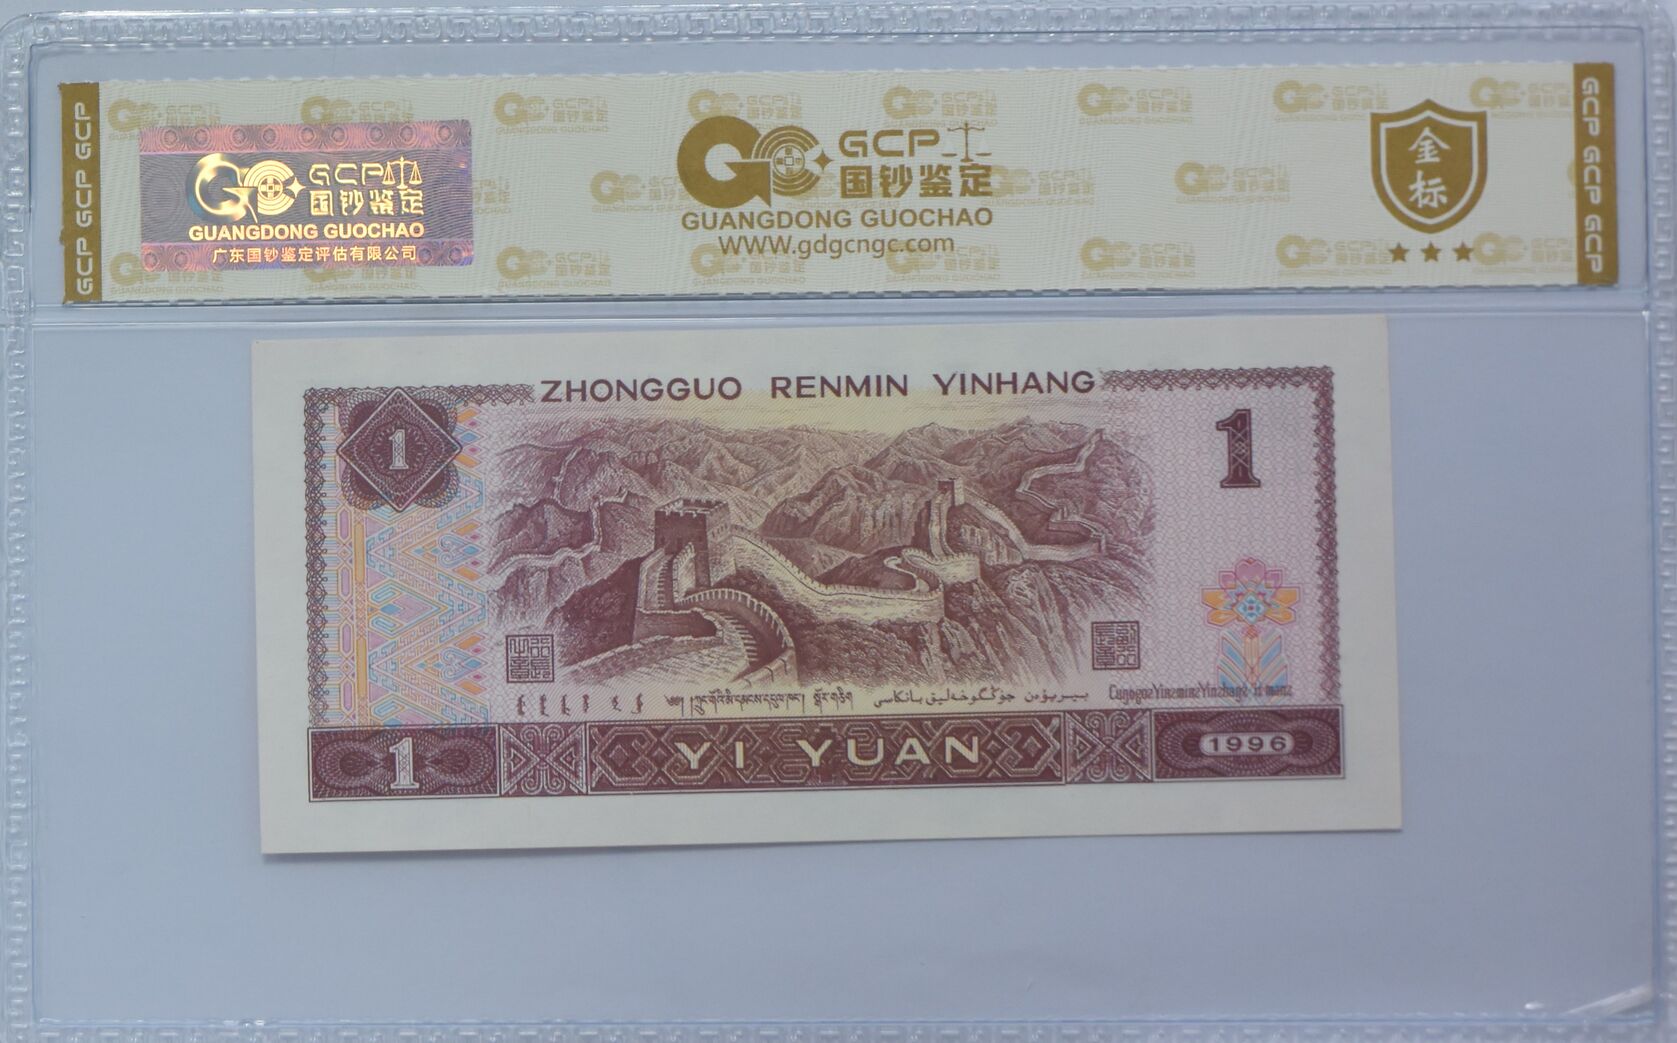 GCP GCP GCP GCP
GCP
国钞鉴定
GUANGDONG GUOCHAO
广东国钞鉴定评估有限公司
GCP
国钞鉴定
GUANGDONG GUOCHAO
WWW.gdgcngc.com
金
标
GCP GCP GCP GCP
ZHONGGUO RENMIN YINHANG
1
1
1
YI YUAN
1996